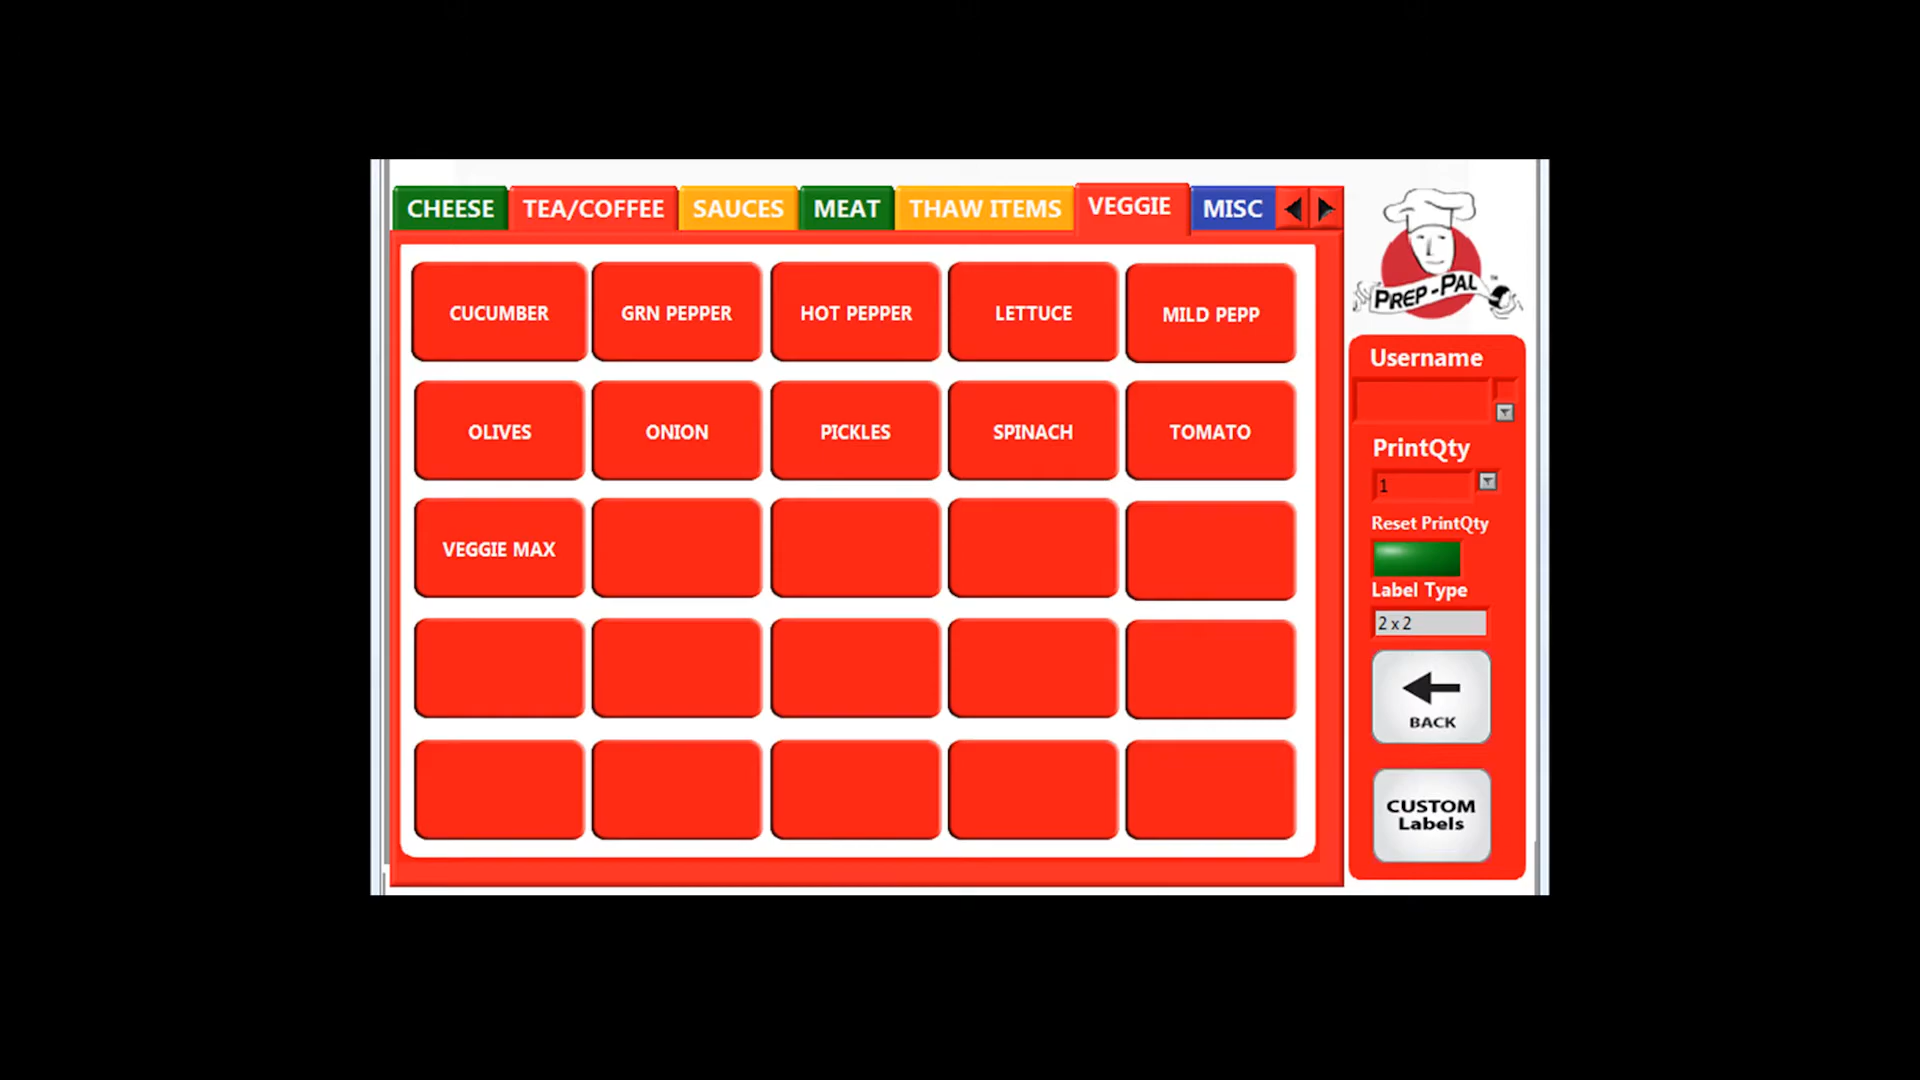 CHEESE TEA/COFFEE SAUCES MEAT THAW ITEMS VEGGIE MISC
PREP-PAL
TM
CUCUMBER GRN PEPPER HOT PEPPER LETTUCE MILD PEPP
OLIVES ONION PICKLES SPINACH TOMATO
VEGGIE MAX
Username
PrintQty
1
Reset PrintQty
Label Type
2 x 2
BACK
CUSTOM
Labels